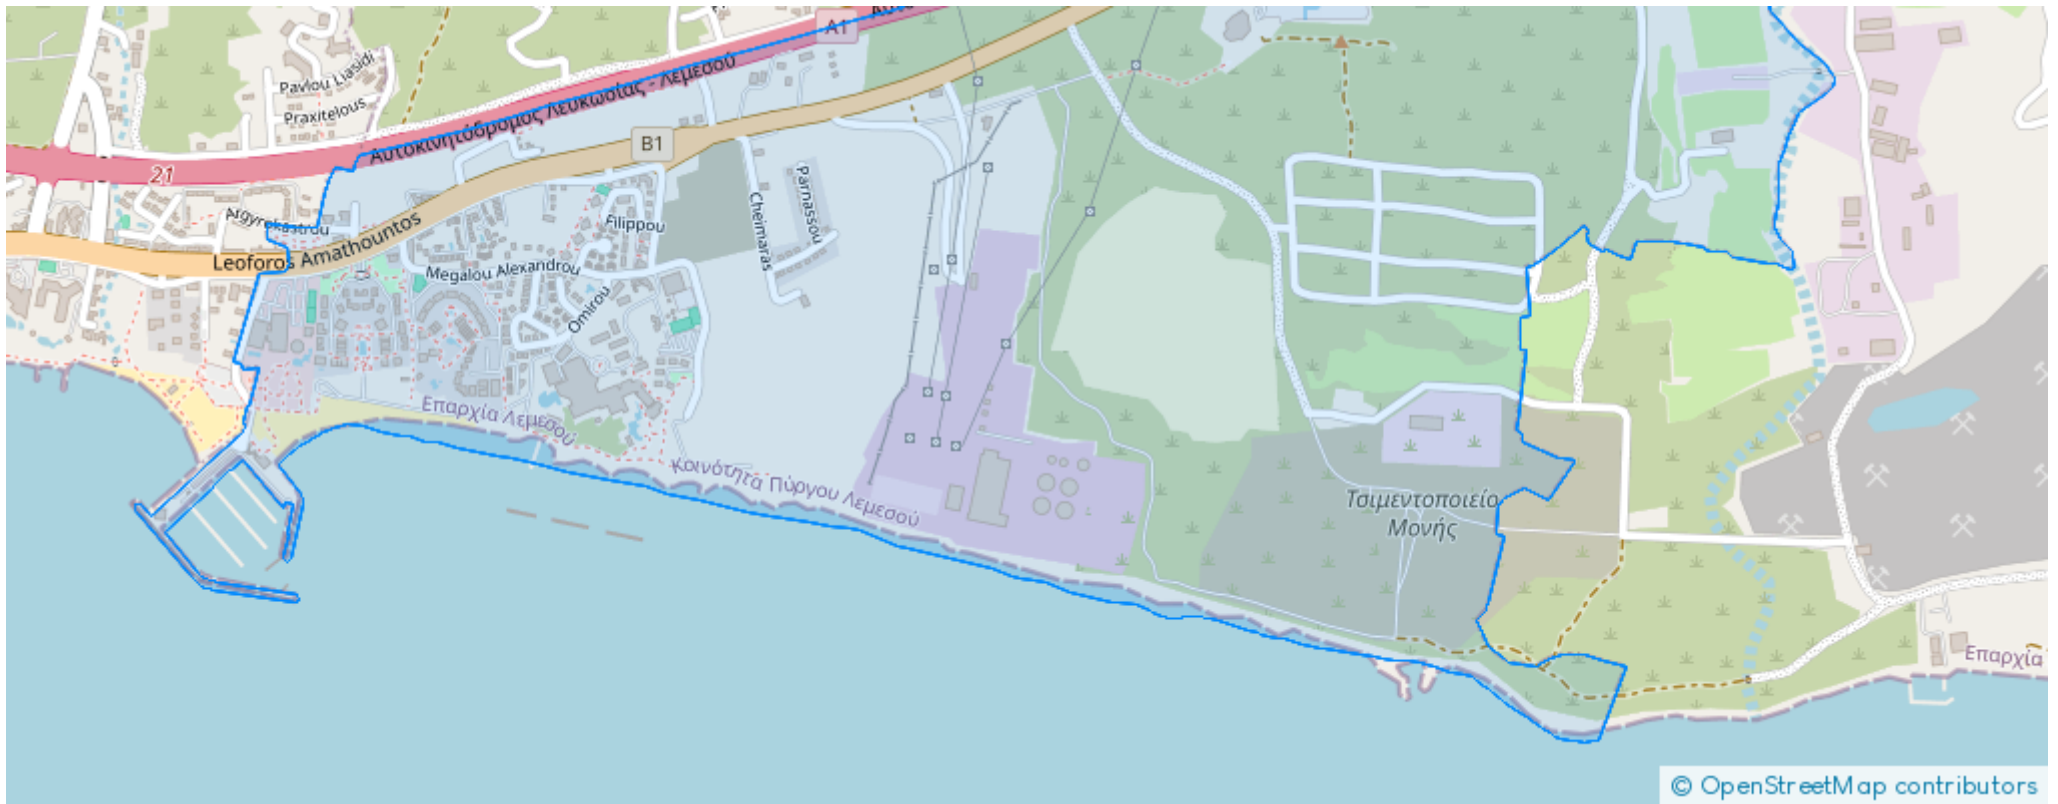 A1
Αυτοκινητόδρομος Λευκωσίας - Λεμεσού
Pavlou Liasidi
Praxitelous
21
B1
Argyrokastrou
Leoforos Amathountos
Filippou
Parnassou
Cheimaras
Megalou Alexandrou
Omirou
Επαρχία Λεμεσού
Κοινότητα Πύργου Λεμεσού
Τσιμεντοποιείο
Μονής
Επαρχία
© OpenStreetMap contributors